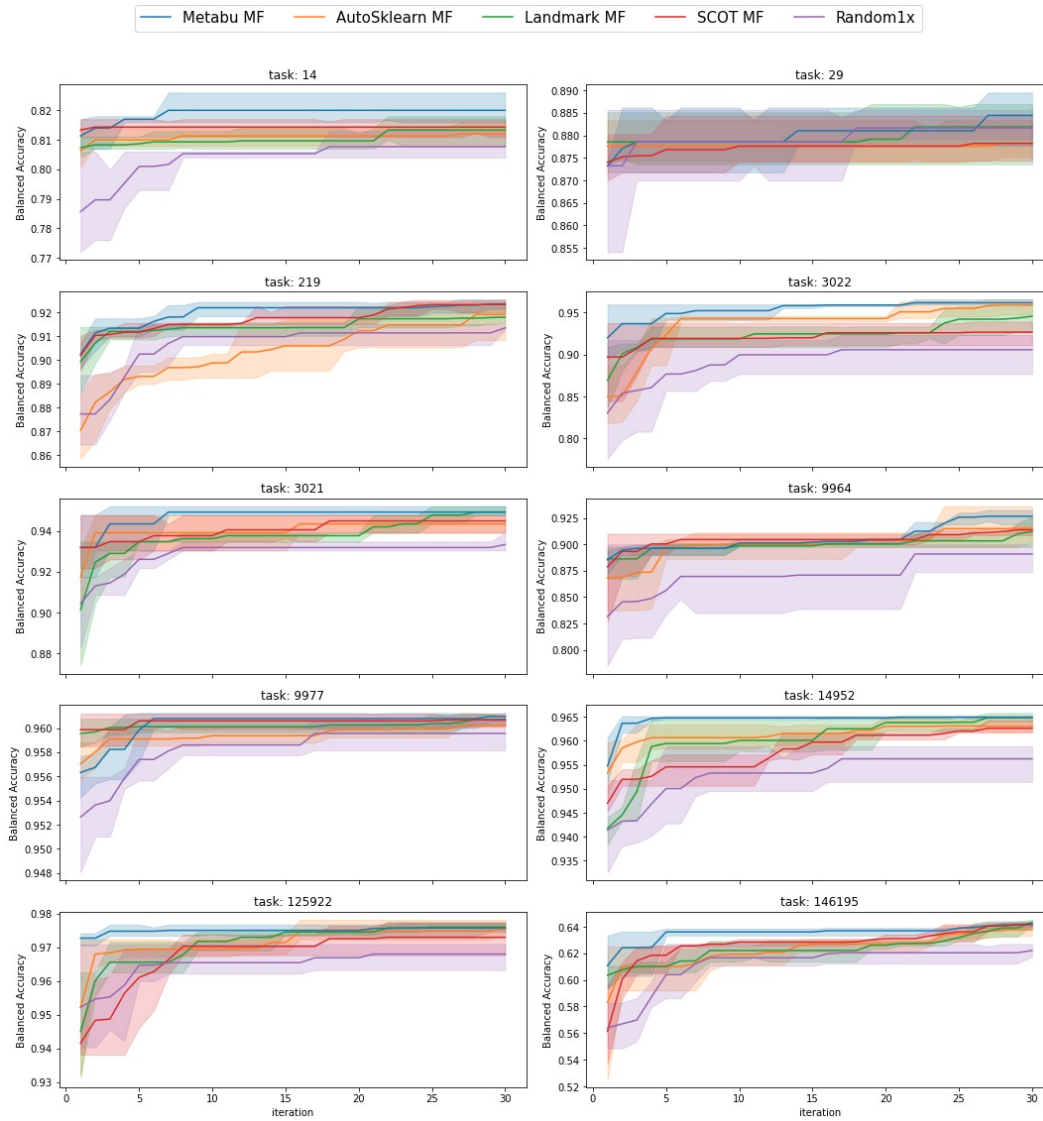 Metabu MF AutoSklearn MF Landmark MF SCOT MF Random1x
task: 14
Balanced Accuracy
0.82
0.81
0.80
0.79
0.78
0.77
task: 29
Balanced Accuracy
0.890
0.885
0.880
0.875
0.870
0.865
0.860
0.855
task: 219
Balanced Accuracy
0.92
0.91
0.90
0.89
0.88
0.87
0.86
task: 3022
Balanced Accuracy
0.95
0.90
0.85
0.80
task: 3021
Balanced Accuracy
0.94
0.92
0.90
0.88
task: 9964
Balanced Accuracy
0.925
0.900
0.875
0.850
0.825
0.800
task: 9977
Balanced Accuracy
0.960
0.958
0.956
0.954
0.952
0.950
0.948
task: 14952
Balanced Accuracy
0.965
0.960
0.955
0.950
0.945
0.940
0.935
task: 125922
Balanced Accuracy
0.98
0.97
0.96
0.95
0.94
0.93
0 5 10 15 20 25 30
iteration
task: 146195
Balanced Accuracy
0.64
0.62
0.60
0.58
0.56
0.54
0.52
0 5 10 15 20 25 30
iteration